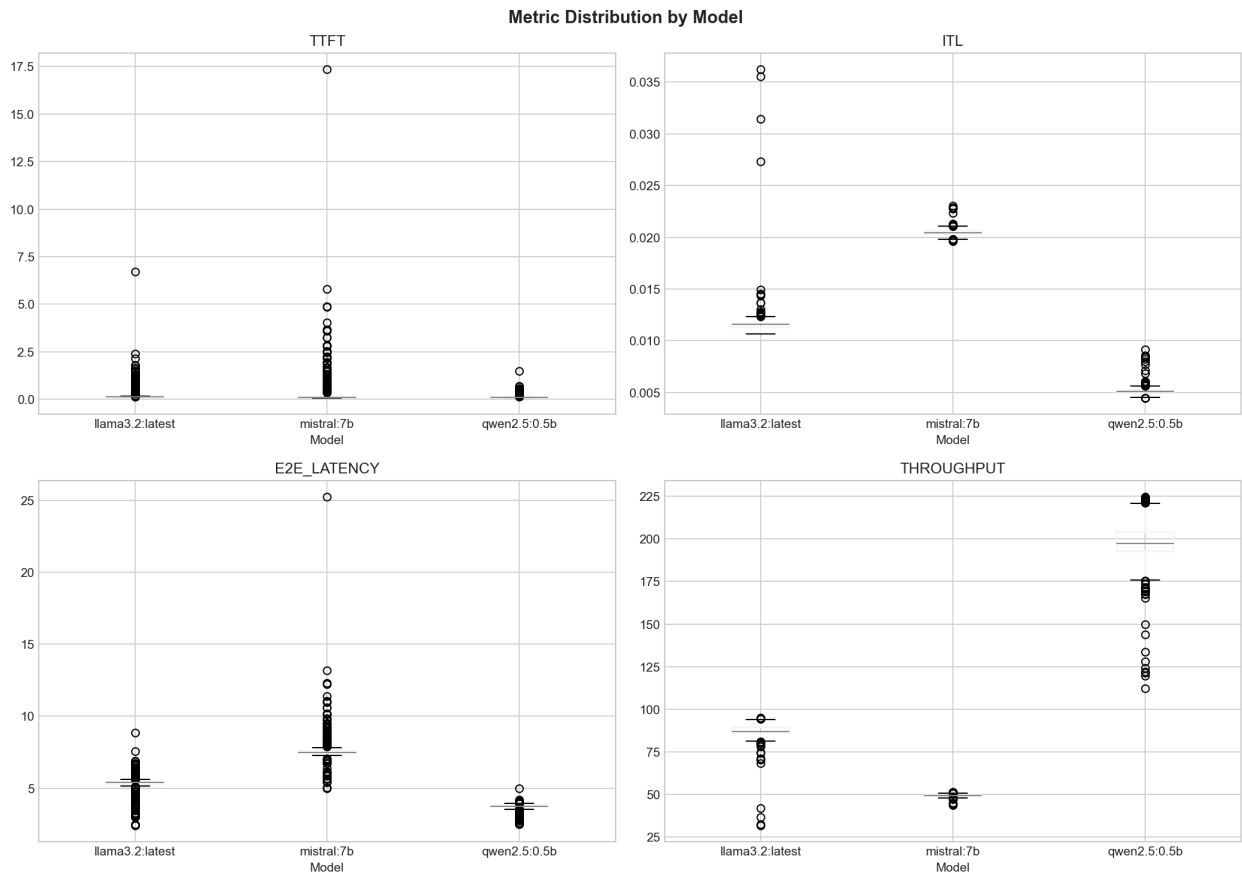 Metric Distribution by Model
TTFT
17.5
15.0
12.5
10.0
7.5
5.0
2.5
0.0
llama3.2:latest mistral:7b qwen2.5:0.5b
Model
ITL
0.035
0.030
0.025
0.020
0.015
0.010
0.005
llama3.2:latest mistral:7b qwen2.5:0.5b
Model
E2E_LATENCY
25
20
15
10
5
llama3.2:latest mistral:7b qwen2.5:0.5b
Model
THROUGHPUT
225
200
175
150
125
100
75
50
25
llama3.2:latest mistral:7b qwen2.5:0.5b
Model